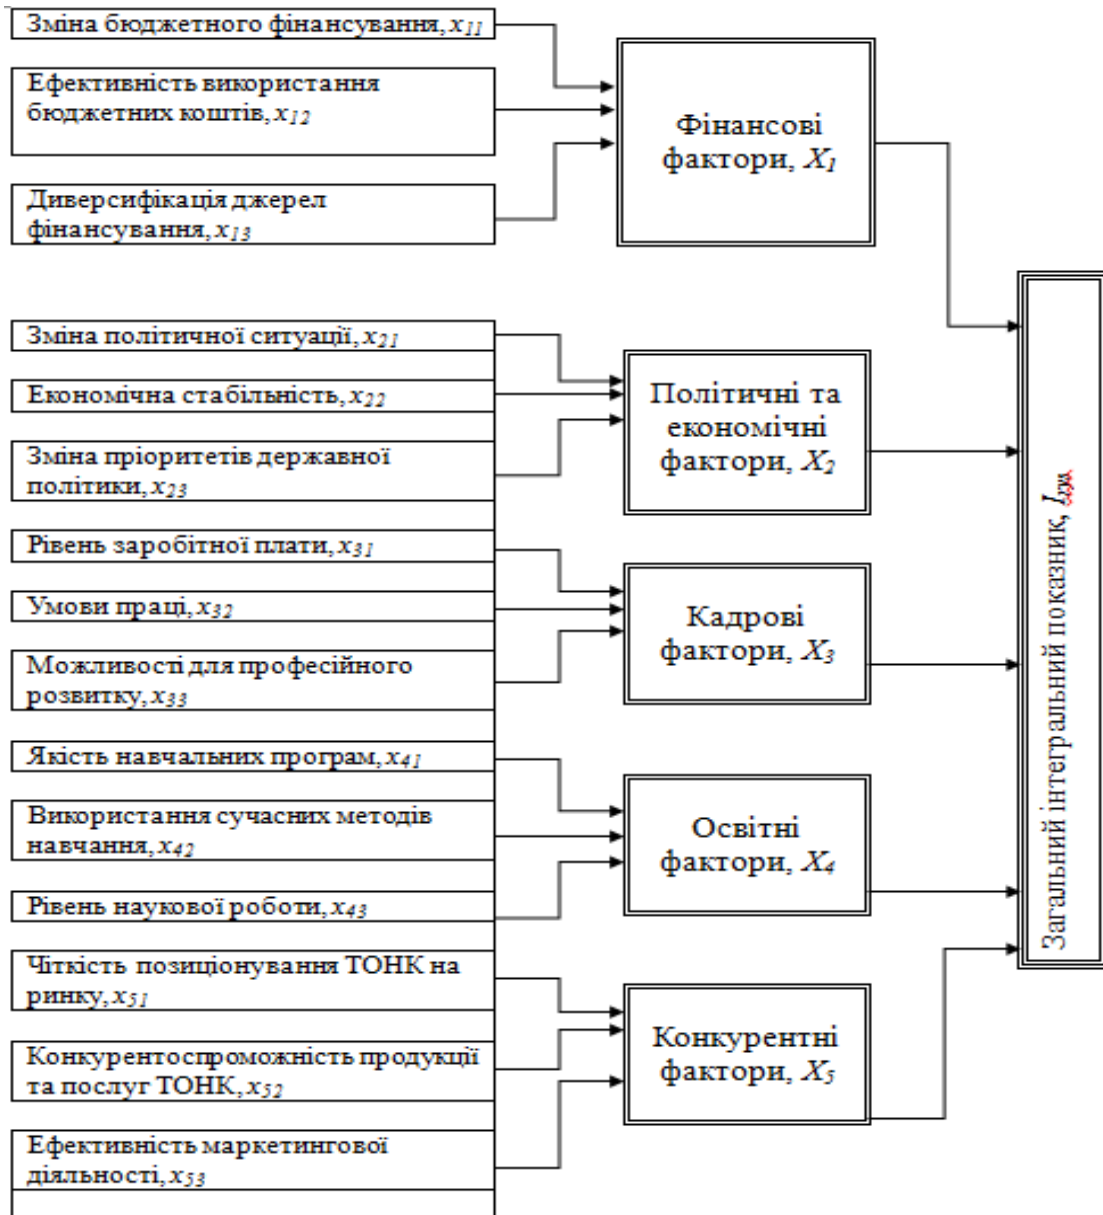 Зміна бюджетного фінансування, x11
Ефективність використання
бюджетних коштів, x12
Диверсифікація джерел
фінансування, x13
Фінансові
фактори, X1
Зміна політичної ситуації, x21
Економічна стабільність, x22
Зміна пріоритетів державної
політики, x23
Політичні та
економічні
фактори, X2
Рівень заробітної плати, x31
Умови праці, x32
Можливості для професійного
розвитку, x33
Кадрові
фактори, X3
Якість навчальних програм, x41
Використання сучасних методів
навчання, x42
Рівень наукової роботи, x43
Освітні
фактори, X4
Чіткість позиціонування ТОНК на
ринку, x51
Конкурентоспроможність продукції
та послуг ТОНК, x52
Ефективність маркетингової
діяльності, x53
Конкурентні
фактори, X5
Загальний інтегральний показник,